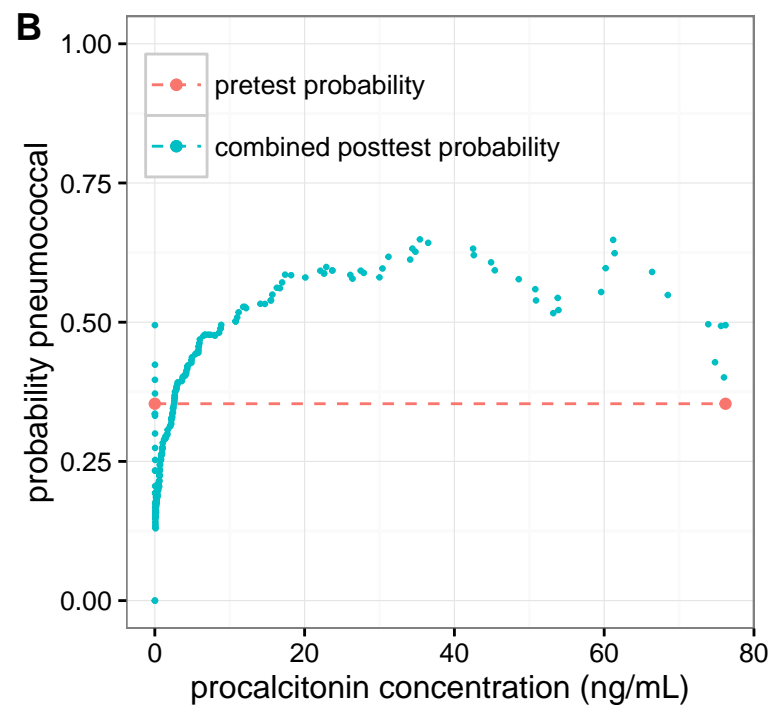 B
1.00
0.75
0.50
0.25
0.00
probability pneumococcal
pretest probability
combined posttest probability
0 20 40 60 80
procalcitonin concentration (ng/mL)